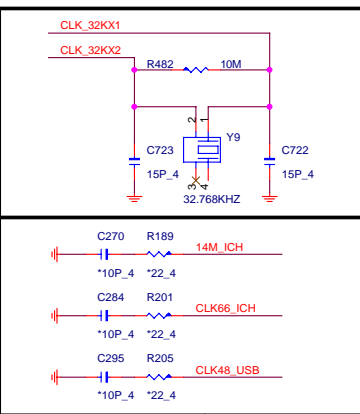 CLK_32KX1
CLK_32KX2
R482 10M
2 1
Y9
C723 C722
15P_4 3 4 15P_4
32.768KHZ
C270 R189
14M_ICH
*10P_4 *22_4
C284 R201
CLK66_ICH
*10P_4 *22_4
C295 R205
CLK48_USB
*10P_4 *22_4